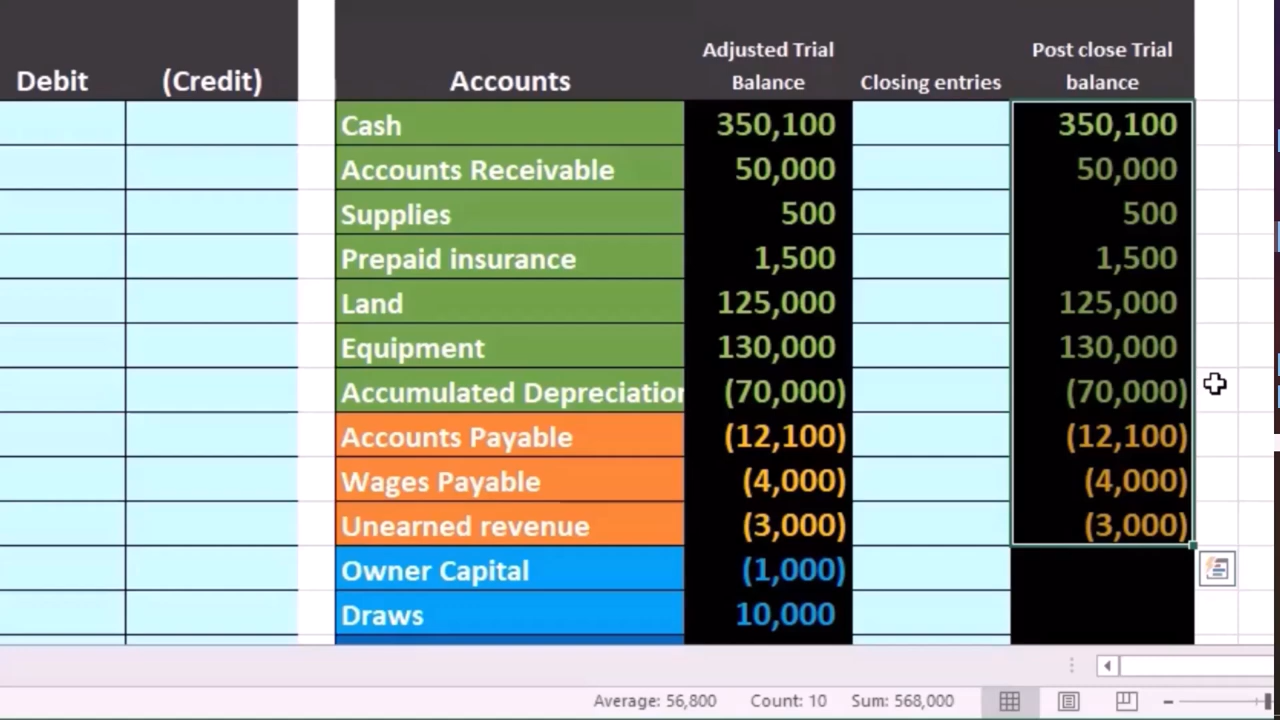 Debit (Credit) Accounts Adjusted Trial Balance Closing entries Post close Trial balance
Cash 350,100 350,100
Accounts Receivable 50,000 50,000
Supplies 500 500
Prepaid insurance 1,500 1,500
Land 125,000 125,000
Equipment 130,000 130,000
Accumulated Depreciation (70,000) (70,000)
Accounts Payable (12,100) (12,100)
Wages Payable (4,000) (4,000)
Unearned revenue (3,000) (3,000)
Owner Capital (1,000)
Draws 10,000
Average: 56,800 Count: 10 Sum: 568,000